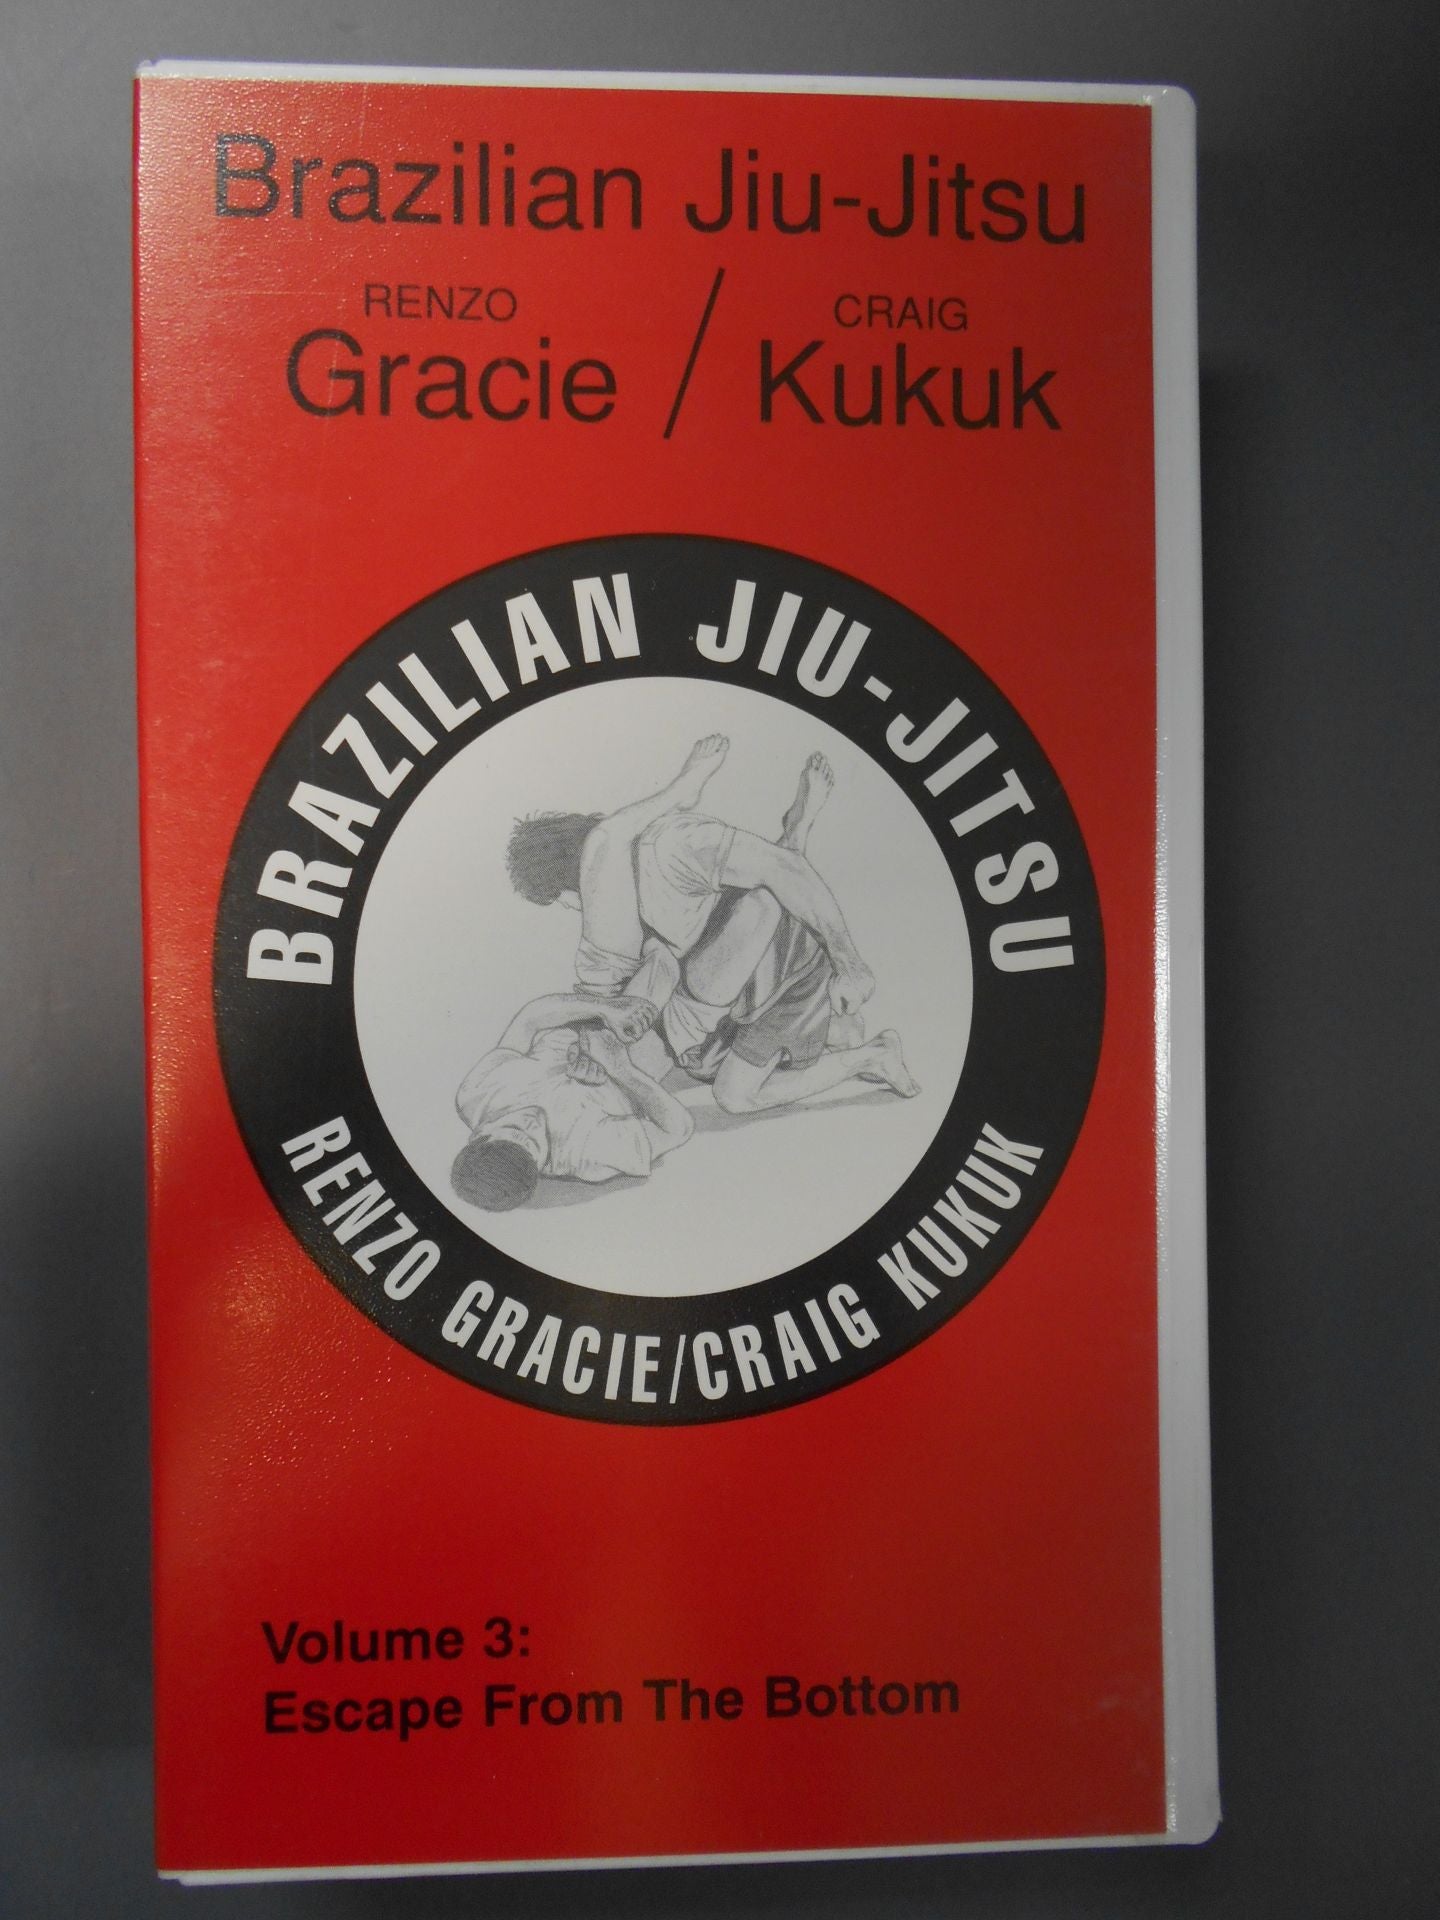 Brazilian Jiu-Jitsu
RENZO / CRAIG
Gracie Kukuk
BRAZILIAN JIU-JITSU
RENZO GRACIE/CRAIG KUKUK
Volume 3:
Escape From The Bottom